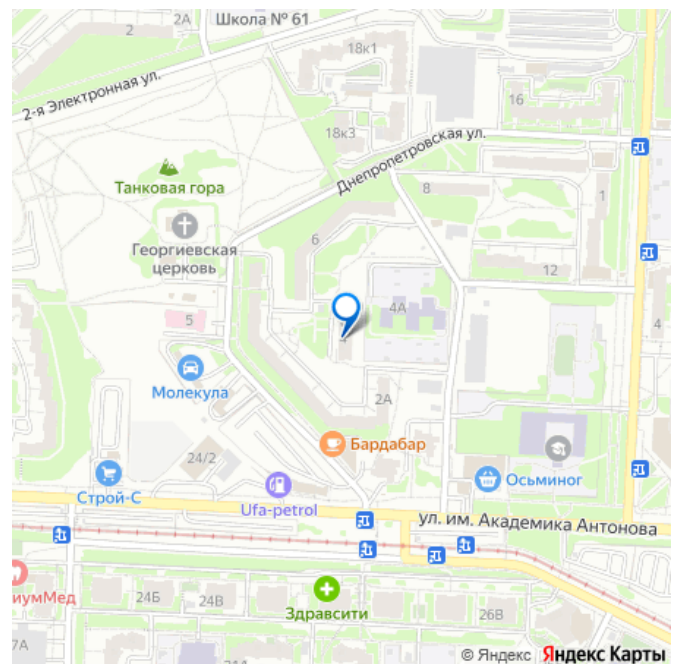 2А
Школа № 61
2
18к1
2-я Электронная ул.
16
18к3
Днепропетровская ул.
Танковая гора
8
1
Георгиевская
церковь
6
12
4А
5
4
Молекула
2А
Бардабар
24/2
Осьминог
Строй-С
Ufa-petrol
ул. им. Академика Антонова
иумМед
24Б
24В
Здравсити
26В
7А
© Яндекс Яндекс Карты